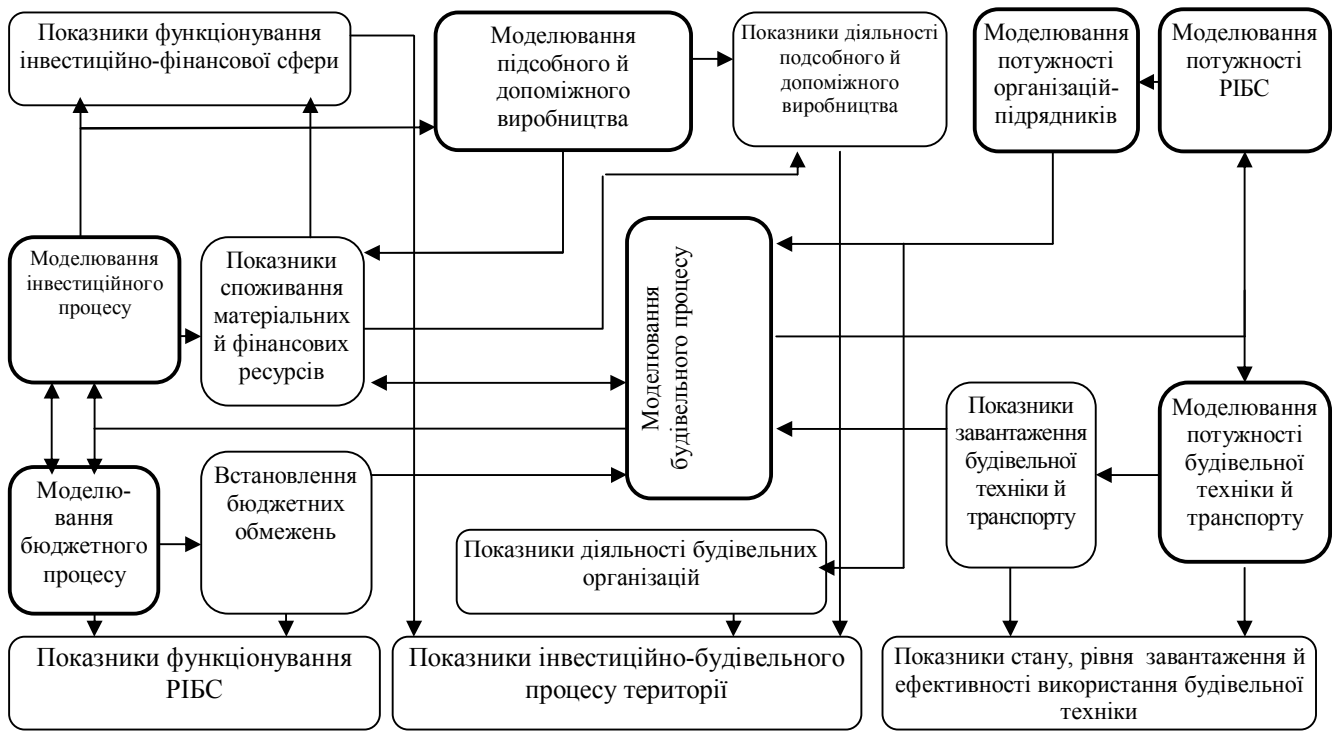 Показники функціонування
інвестиційно-фінансової сфери
Моделювання
підсобного й
допоміжного
виробництва
Показники діяльності
подсобного й
допоміжного
виробництва
Моделювання
потужності
організацій-
підрядників
Моделювання
потужності
РІБС
Моделювання
інвестиційного
процесу
Показники
споживання
матеріальних
й фінансових
ресурсів
Моделювання
будівельного процесу
Показники
завантаження
будівельної
техніки й
транспорту
Моделювання
потужності
будівельної
техніки й
транспорту
Моделю-
вання
бюджетного
процесу
Встановлення
бюджетних
обмежень
Показники діяльності будівельних
організацій
Показники функціонування
РІБС
Показники інвестиційно-будівельного
процесу території
Показники стану, рівня завантаження й
ефективності використання будівельної
техніки